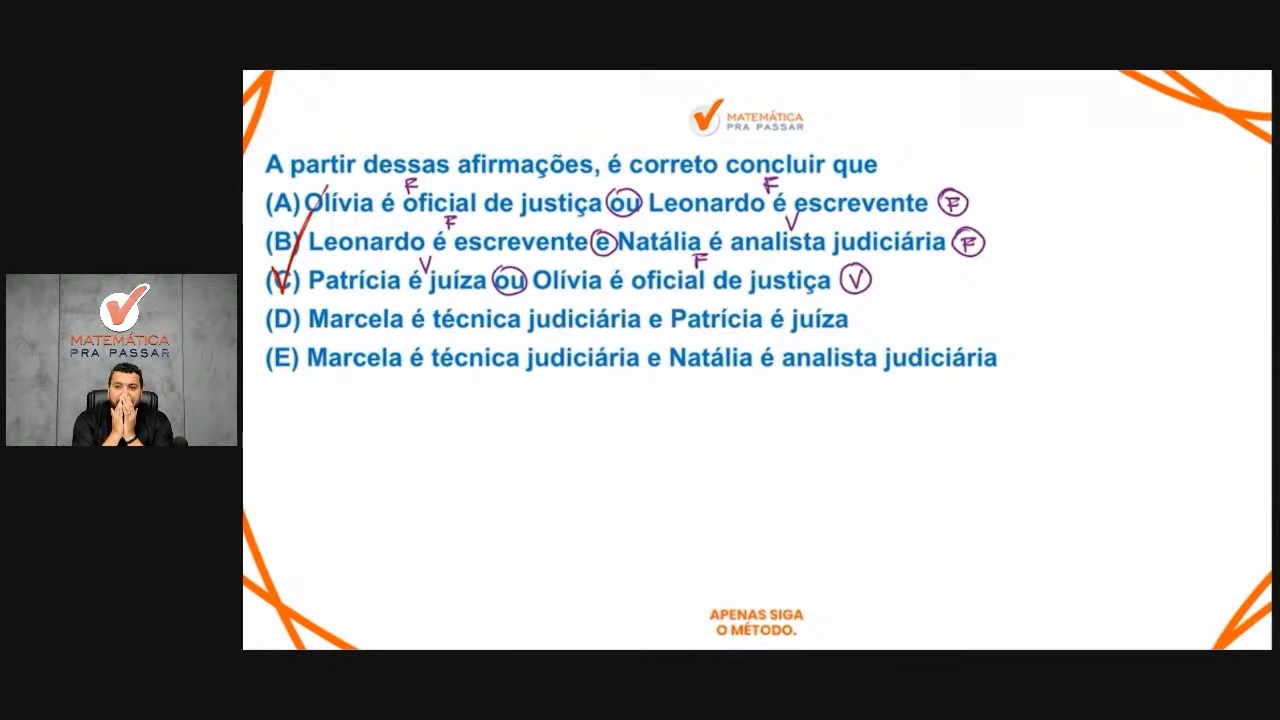 MATEMÁTICA
PRA PASSAR
A partir dessas afirmações, é correto concluir que
F F
(A) Olívia é oficial de justiça ou Leonardo é escrevente F
F V
(B) Leonardo é escrevente e Natália é analista judiciária F
V F
(C) Patrícia é juíza ou Olívia é oficial de justiça V
(D) Marcela é técnica judiciária e Patrícia é juíza
(E) Marcela é técnica judiciária e Natália é analista judiciária
MATEMÁTICA
PRA PASSAR
APENAS SIGA
O MÉTODO.